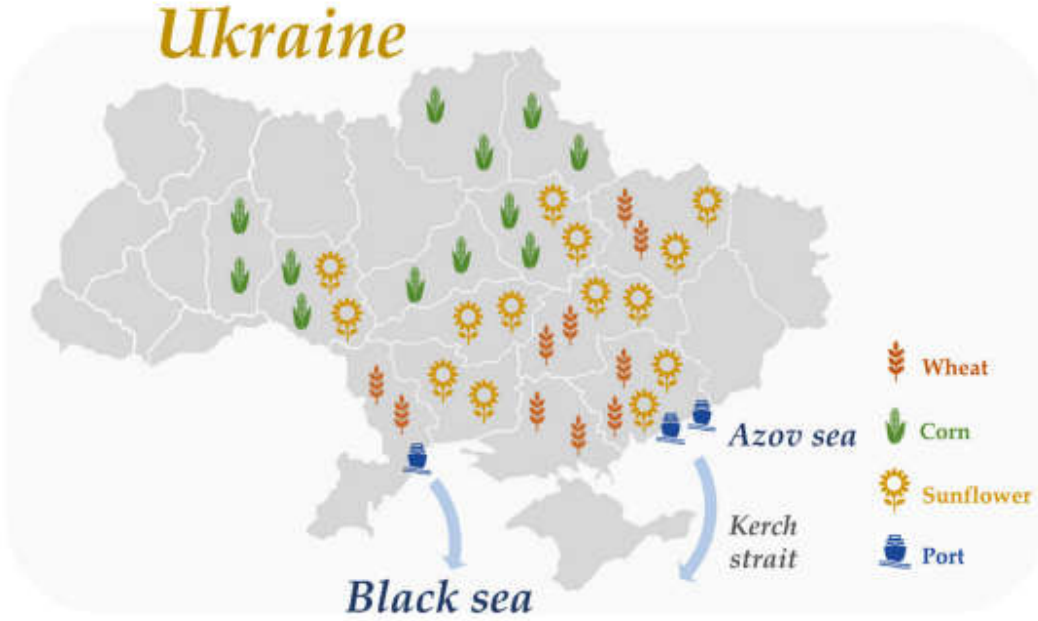 Ukraine
Wheat
Azov sea
Corn
Sunflower
Kerch
strait
Port
Black sea